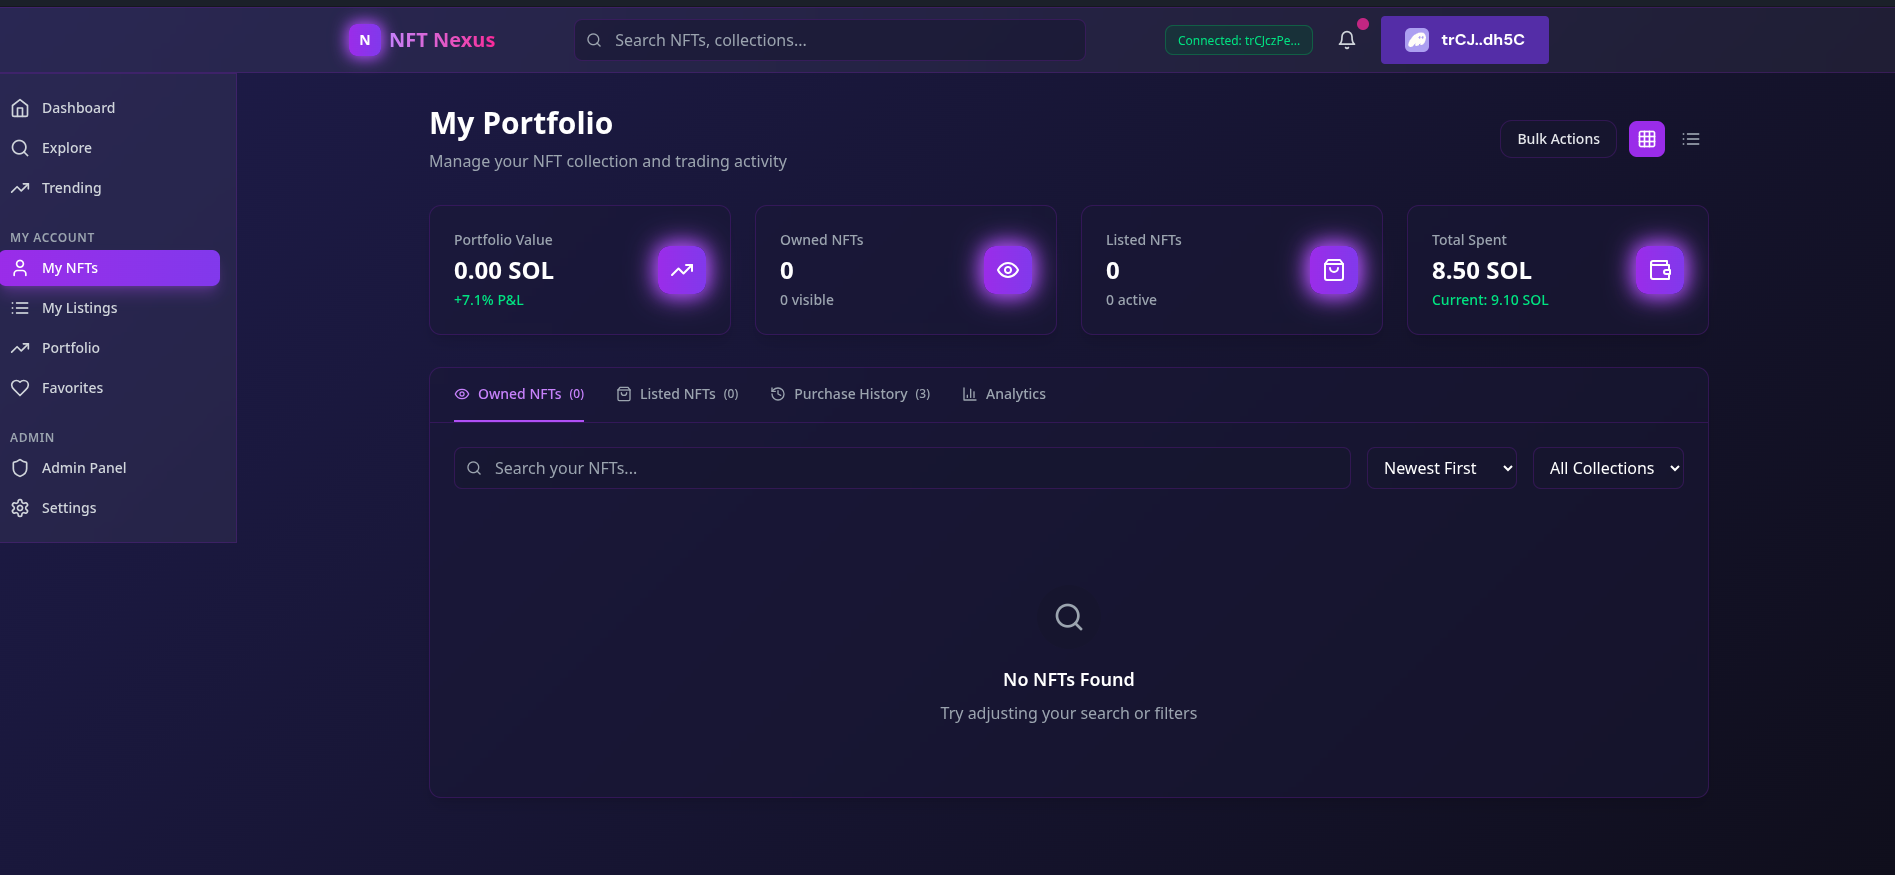 N NFT Nexus
Search NFTs, collections...
Connected: trCJczPe...
trCJ..dh5C
Dashboard
Explore
Trending
MY ACCOUNT
My NFTs
My Listings
Portfolio
Favorites
ADMIN
Admin Panel
Settings
My Portfolio
Manage your NFT collection and trading activity
Bulk Actions
Portfolio Value
0.00 SOL
+7.1% P&L
Owned NFTs
0
0 visible
Listed NFTs
0
0 active
Total Spent
8.50 SOL
Current: 9.10 SOL
Owned NFTs (0)
Listed NFTs (0)
Purchase History (3)
Analytics
Search your NFTs...
Newest First
All Collections
No NFTs Found
Try adjusting your search or filters